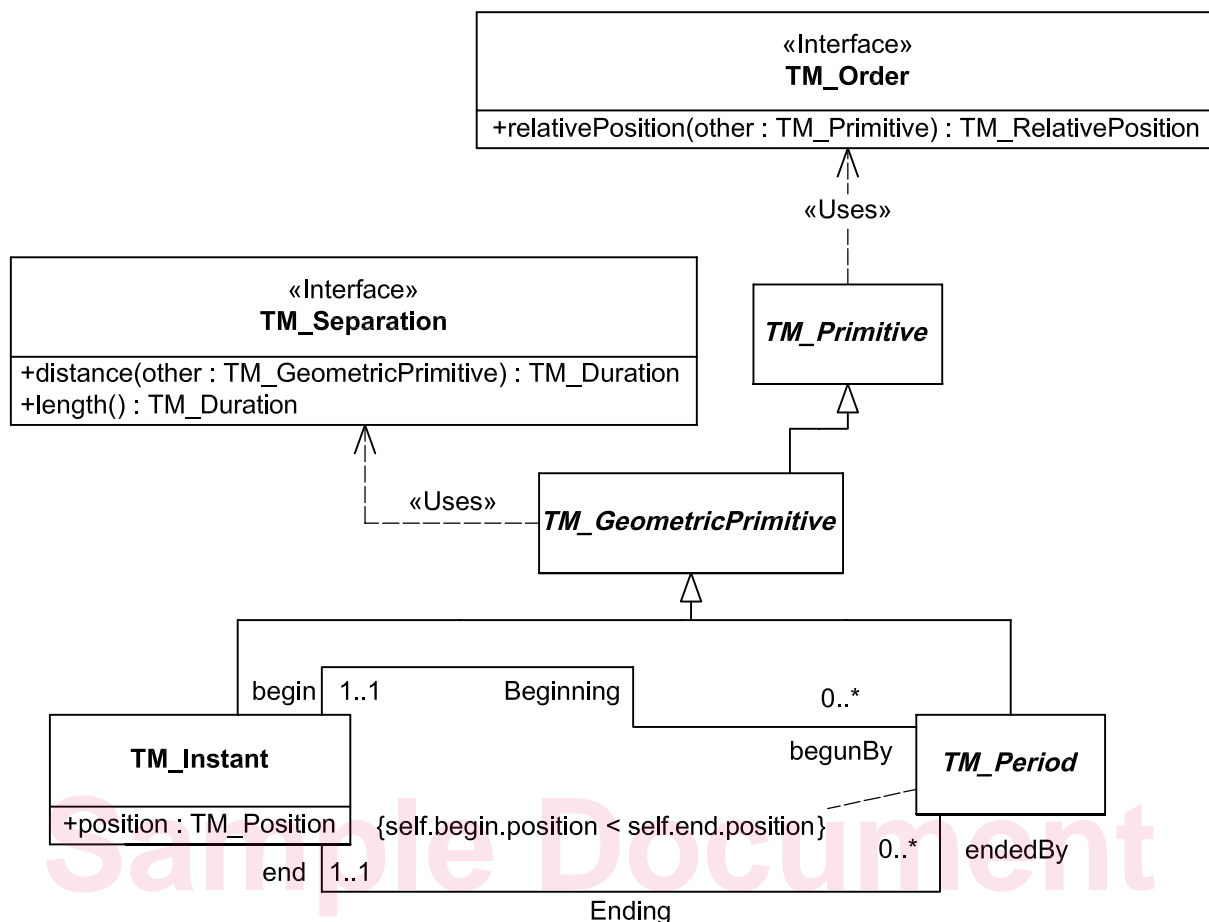 «Interface»
TM_Order
+relativePosition(other : TM_Primitive) : TM_RelativePosition
«Uses»
«Interface»
TM_Separation
+distance(other : TM_GeometricPrimitive) : TM_Duration
+length() : TM_Duration
TM_Primitive
«Uses»
TM_GeometricPrimitive
begin 1..1 Beginning 0..*
TM_Instant
+position : TM_Position
begunBy
TM_Period
{self.begin.position < self.end.position}
end 1..1 0..* endedBy
Ending
Sample Document